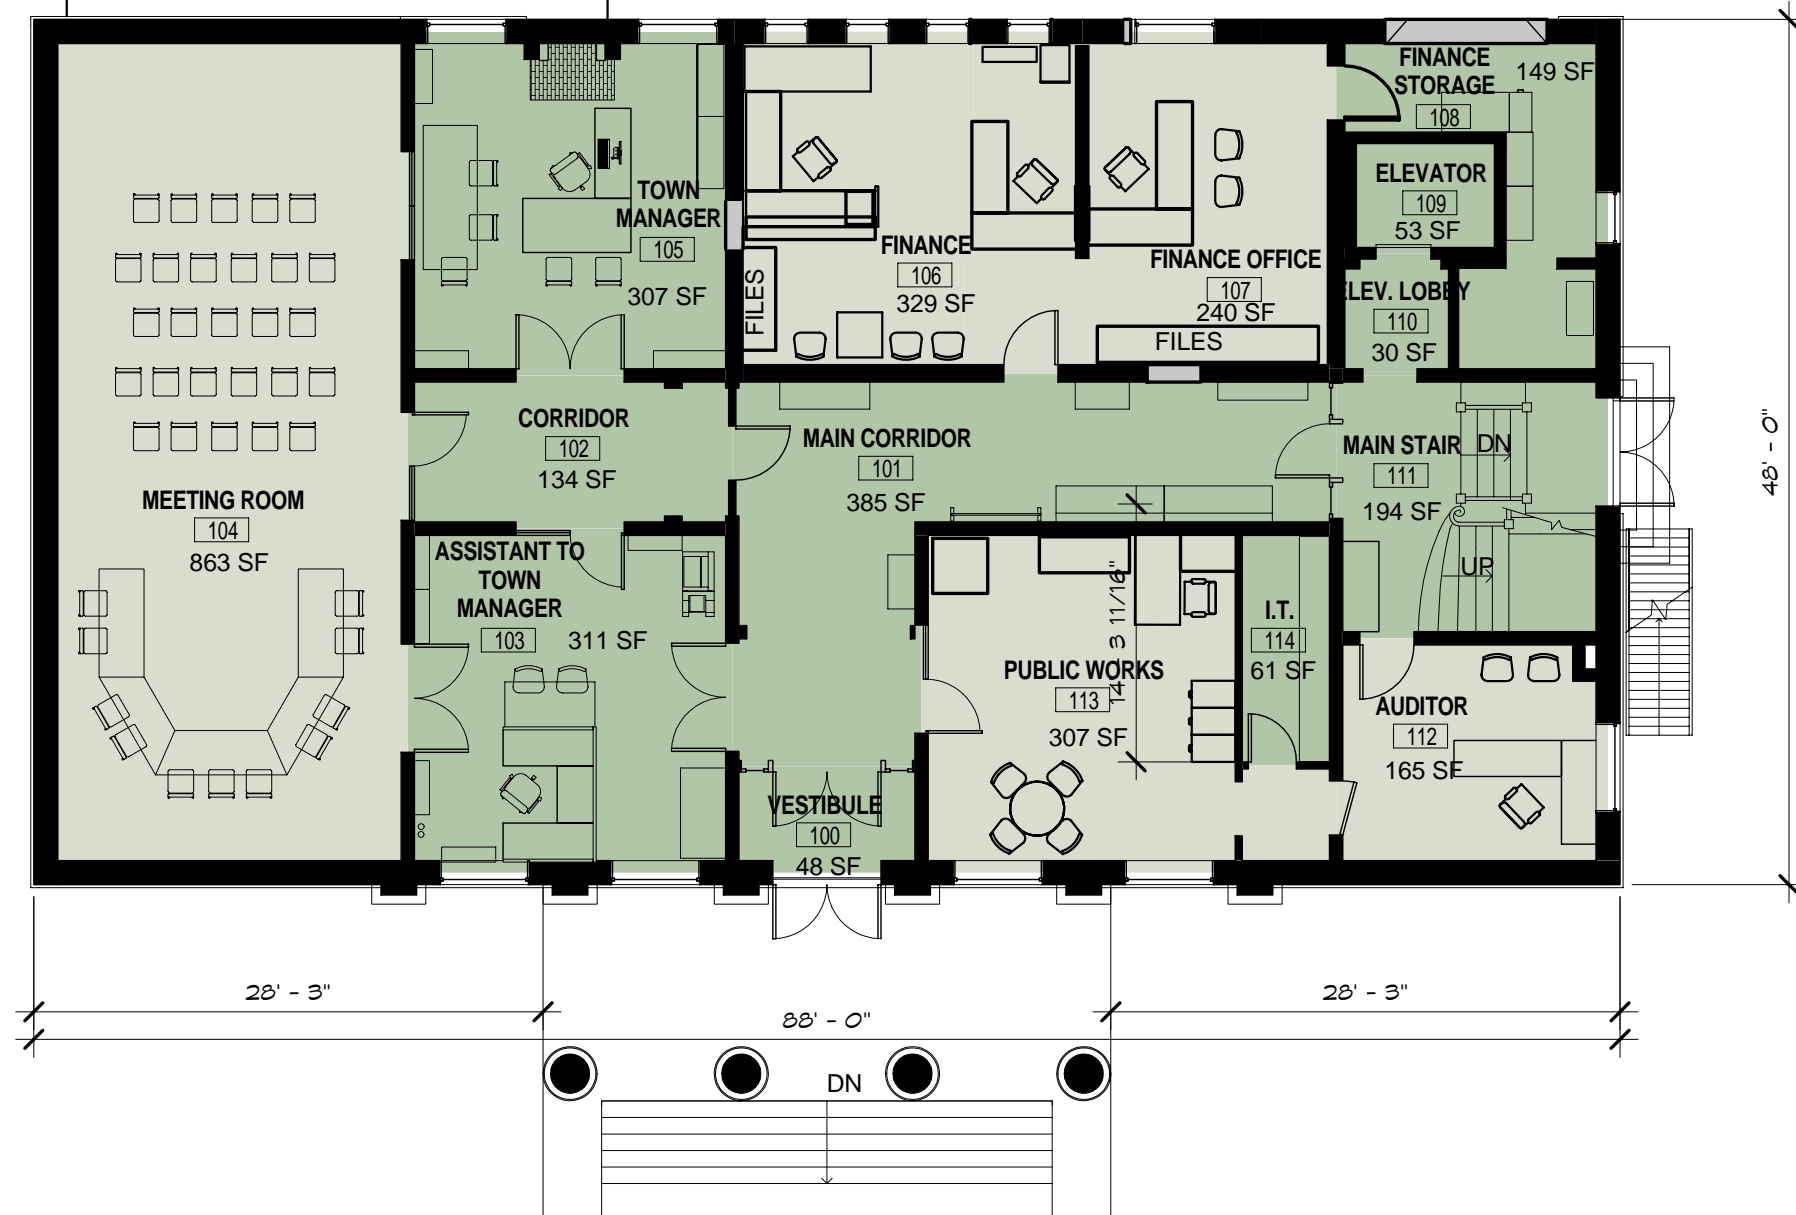 FINANCE
STORAGE
149 SF
108
ELEVATOR
109
53 SF
TOWN
MANAGER
105
307 SF
FILES
FINANCE
106
329 SF
FINANCE OFFICE
107
240 SF
FILES
ELEV. LOBBY
110
30 SF
CORRIDOR
102
134 SF
MAIN CORRIDOR
101
385 SF
MAIN STAIR
111
194 SF
DN
UP
48' - 0"
MEETING ROOM
104
863 SF
ASSISTANT TO
TOWN
MANAGER
103
311 SF
PUBLIC WORKS
113
307 SF
14' - 3 11/16"
I.T.
114
61 SF
AUDITOR
112
165 SF
VESTIBULE
100
48 SF
28' - 3"
88' - 0"
28' - 3"
DN